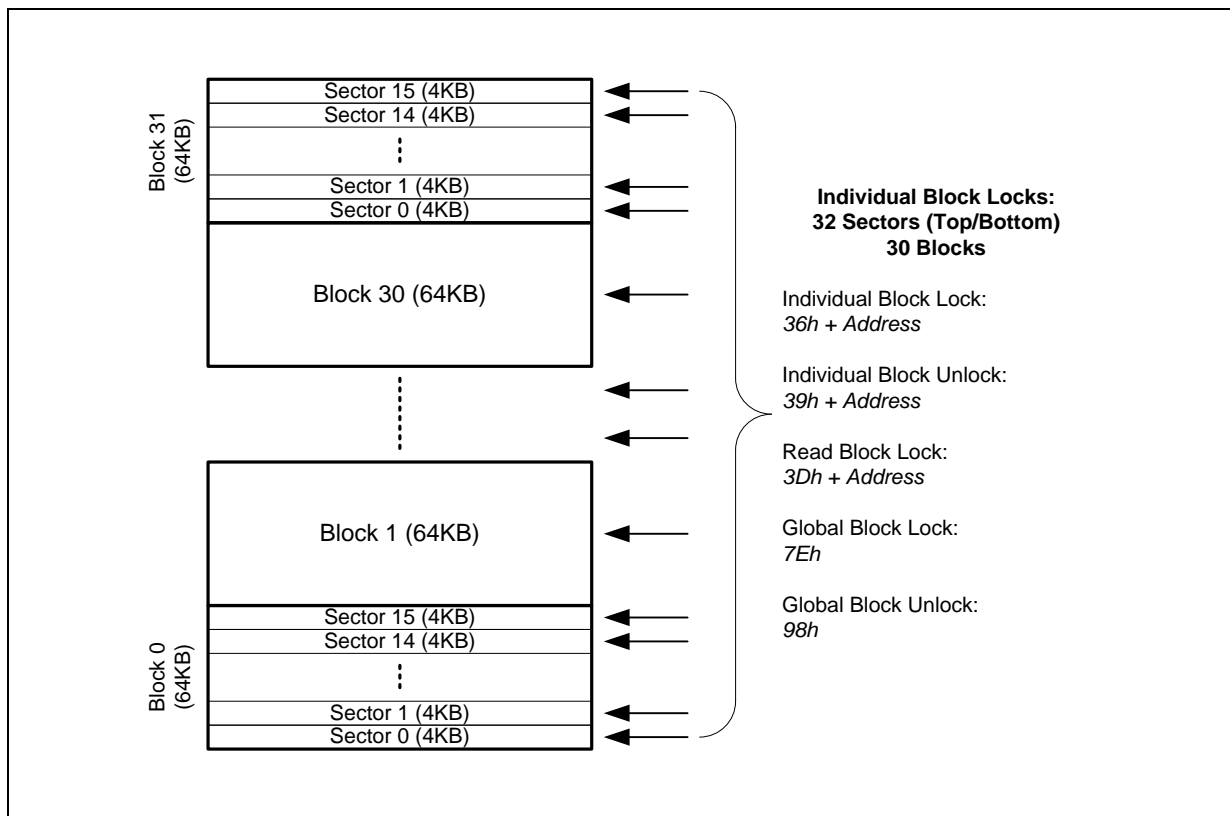 Block 31
(64KB)
Sector 15 (4KB)
Sector 14 (4KB)
Sector 1 (4KB)
Sector 0 (4KB)
Block 30 (64KB)
Block 1 (64KB)
Block 0
(64KB)
Sector 15 (4KB)
Sector 14 (4KB)
Sector 1 (4KB)
Sector 0 (4KB)
Individual Block Locks:
32 Sectors (Top/Bottom)
30 Blocks
Individual Block Lock:
36h + Address
Individual Block Unlock:
39h + Address
Read Block Lock:
3Dh + Address
Global Block Lock:
7Eh
Global Block Unlock:
98h